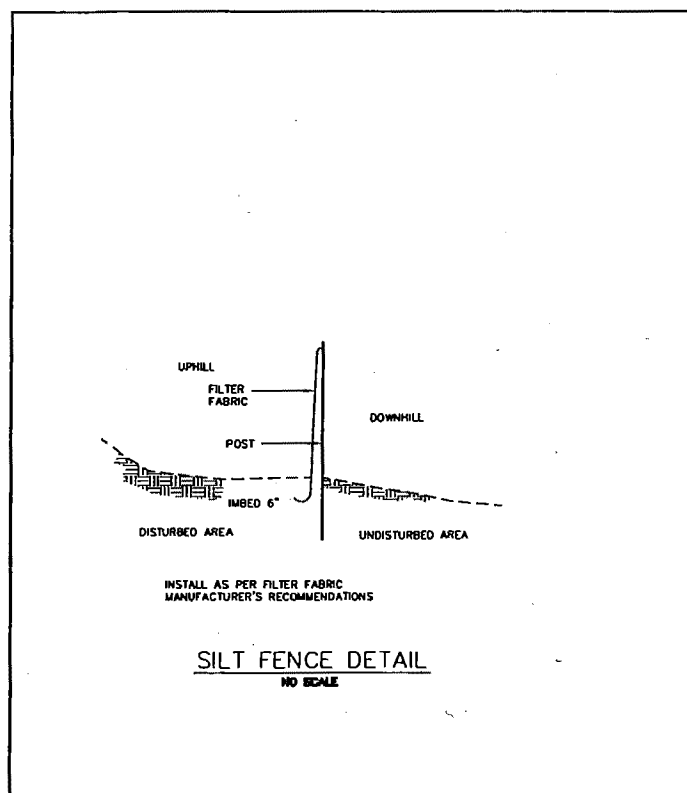 UPHILL
FILTER
FABRIC
DOWNHILL
POST
IMBED 6"
DISTURBED AREA
UNDISTURBED AREA
INSTALL AS PER FILTER FABRIC
MANUFACTURER'S RECOMMENDATIONS
SILT FENCE DETAIL
NO SCALE